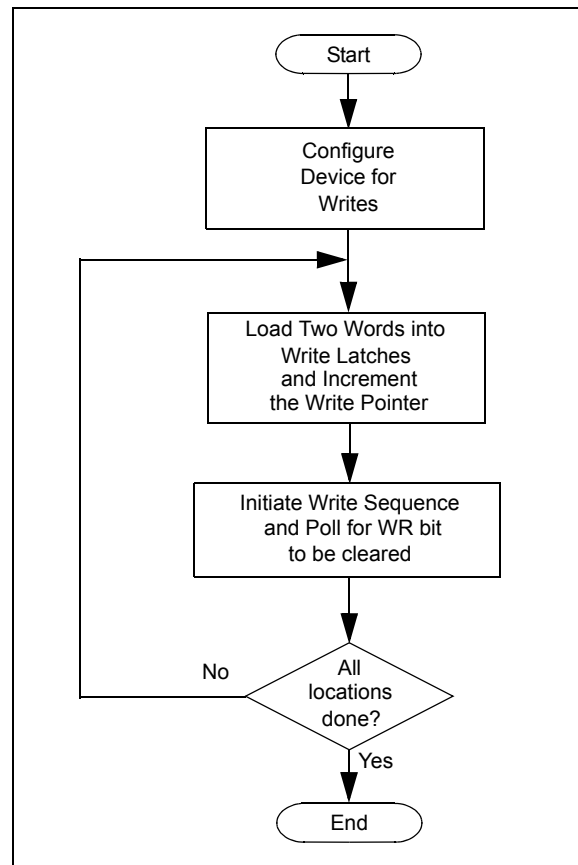 Start
Configure
Device for
Writes
Load Two Words into
Write Latches
and Increment
the Write Pointer
Initiate Write Sequence
and Poll for WR bit
to be cleared
No
All
locations
done?
Yes
End